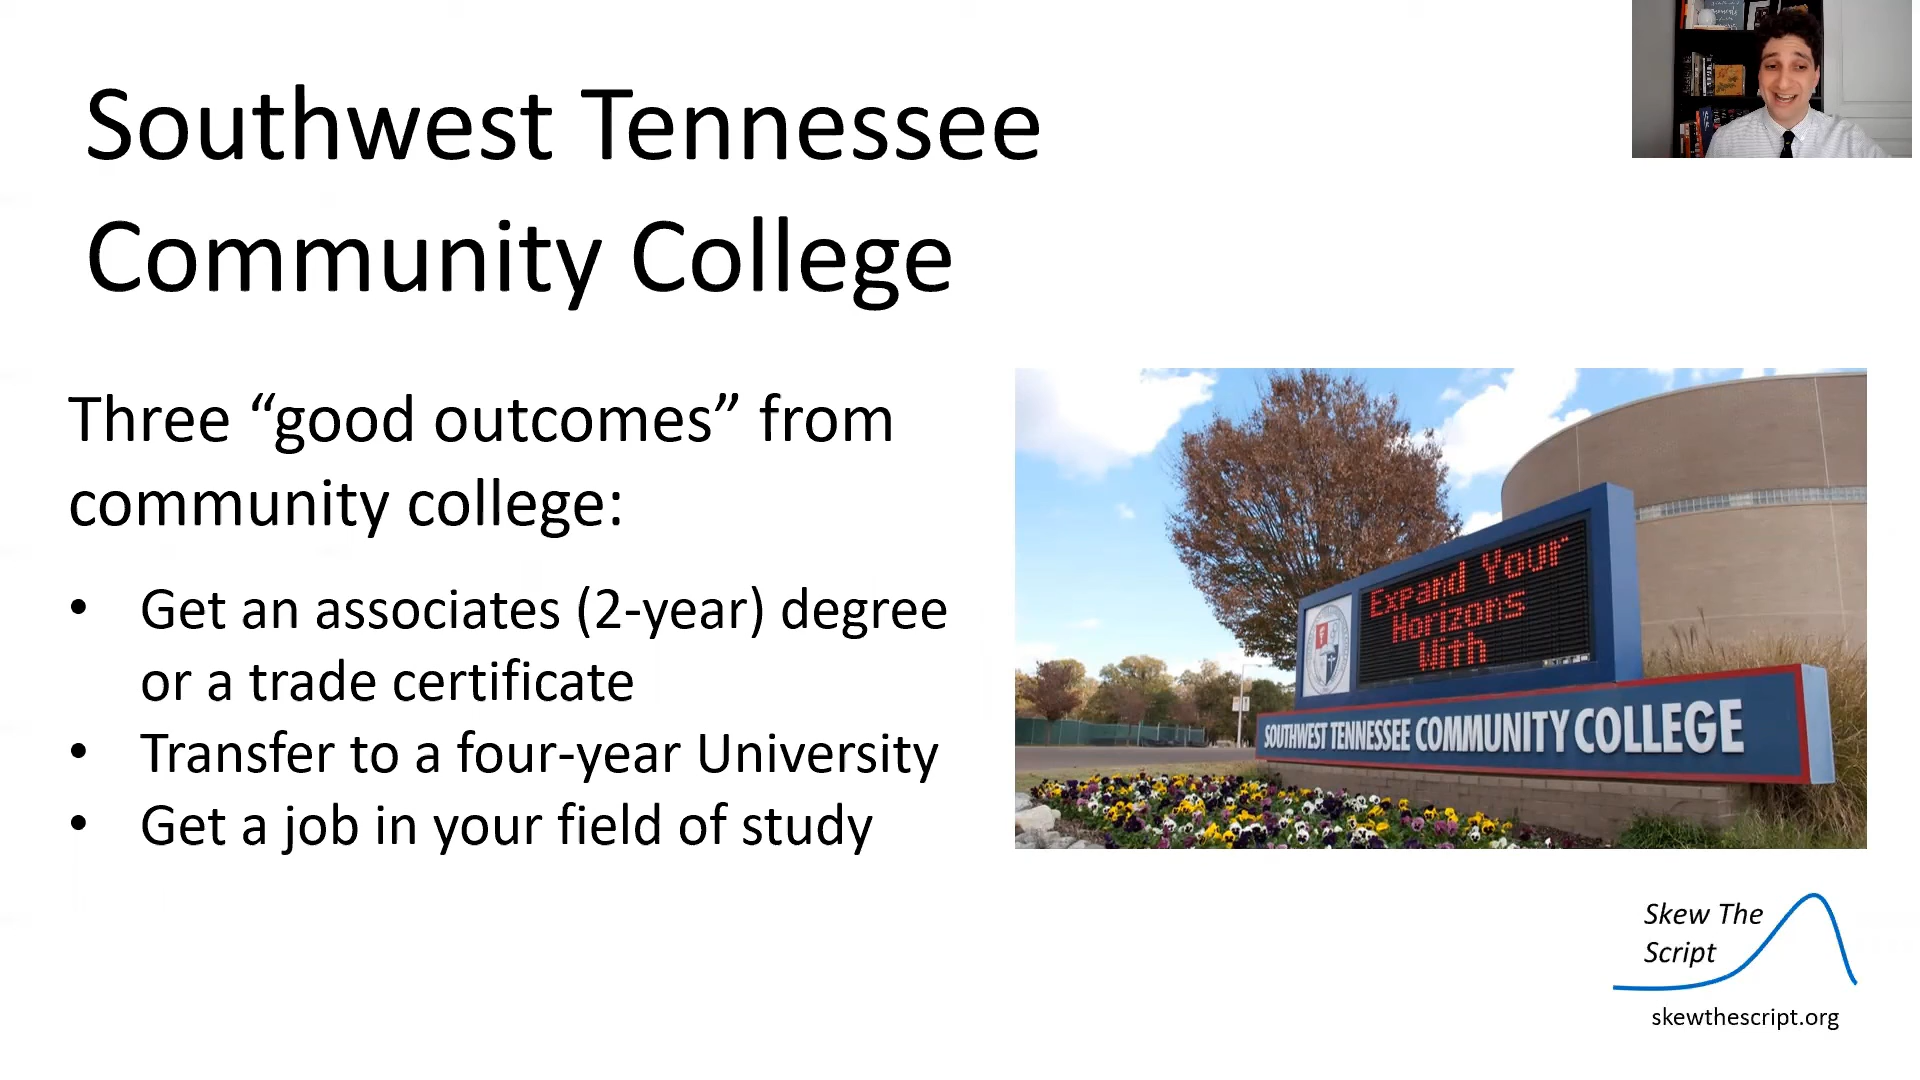 Southwest Tennessee
Community College
Three “good outcomes” from
community college:
• Get an associates (2-year) degree
or a trade certificate
• Transfer to a four-year University
• Get a job in your field of study
Expand Your
Horizons
With
SOUTHWEST TENNESSEE COMMUNITY COLLEGE
Skew The
Script
skewthescript.org